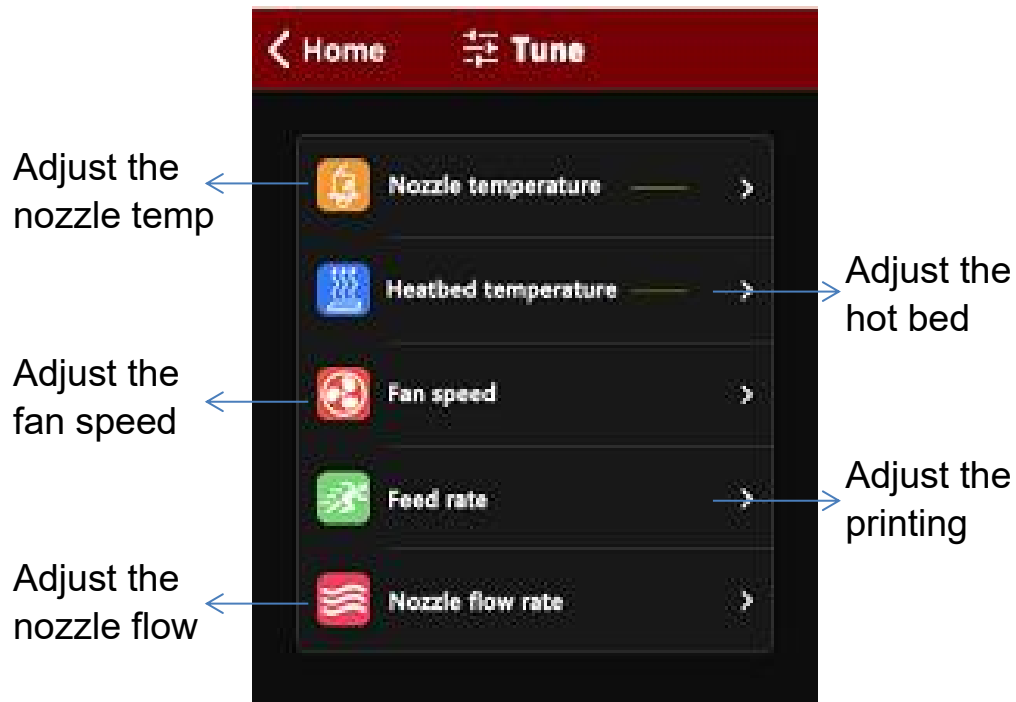 Home
Tune
Adjust the
nozzle temp
Nozzle temperature
Heatbed temperature
Adjust the
hot bed
Adjust the
fan speed
Fan speed
Feed rate
Adjust the
printing
Adjust the
nozzle flow
Nozzle flow rate